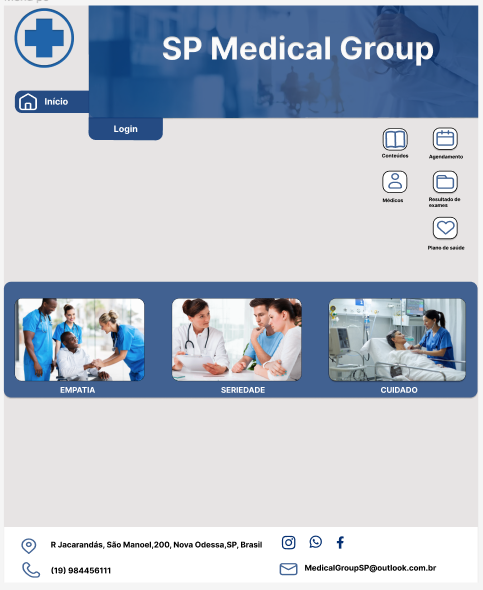 SP Medical Group
Início
Login
Conteúdos
Agendamento
Médicos
Resultado de
exames
Plano de saúde
EMPATIA
SERIEDADE
CUIDADO
R Jacarandás, São Manoel,200, Nova Odessa,SP, Brasil
(19) 984456111
MedicalGroupSP@outlook.com.br